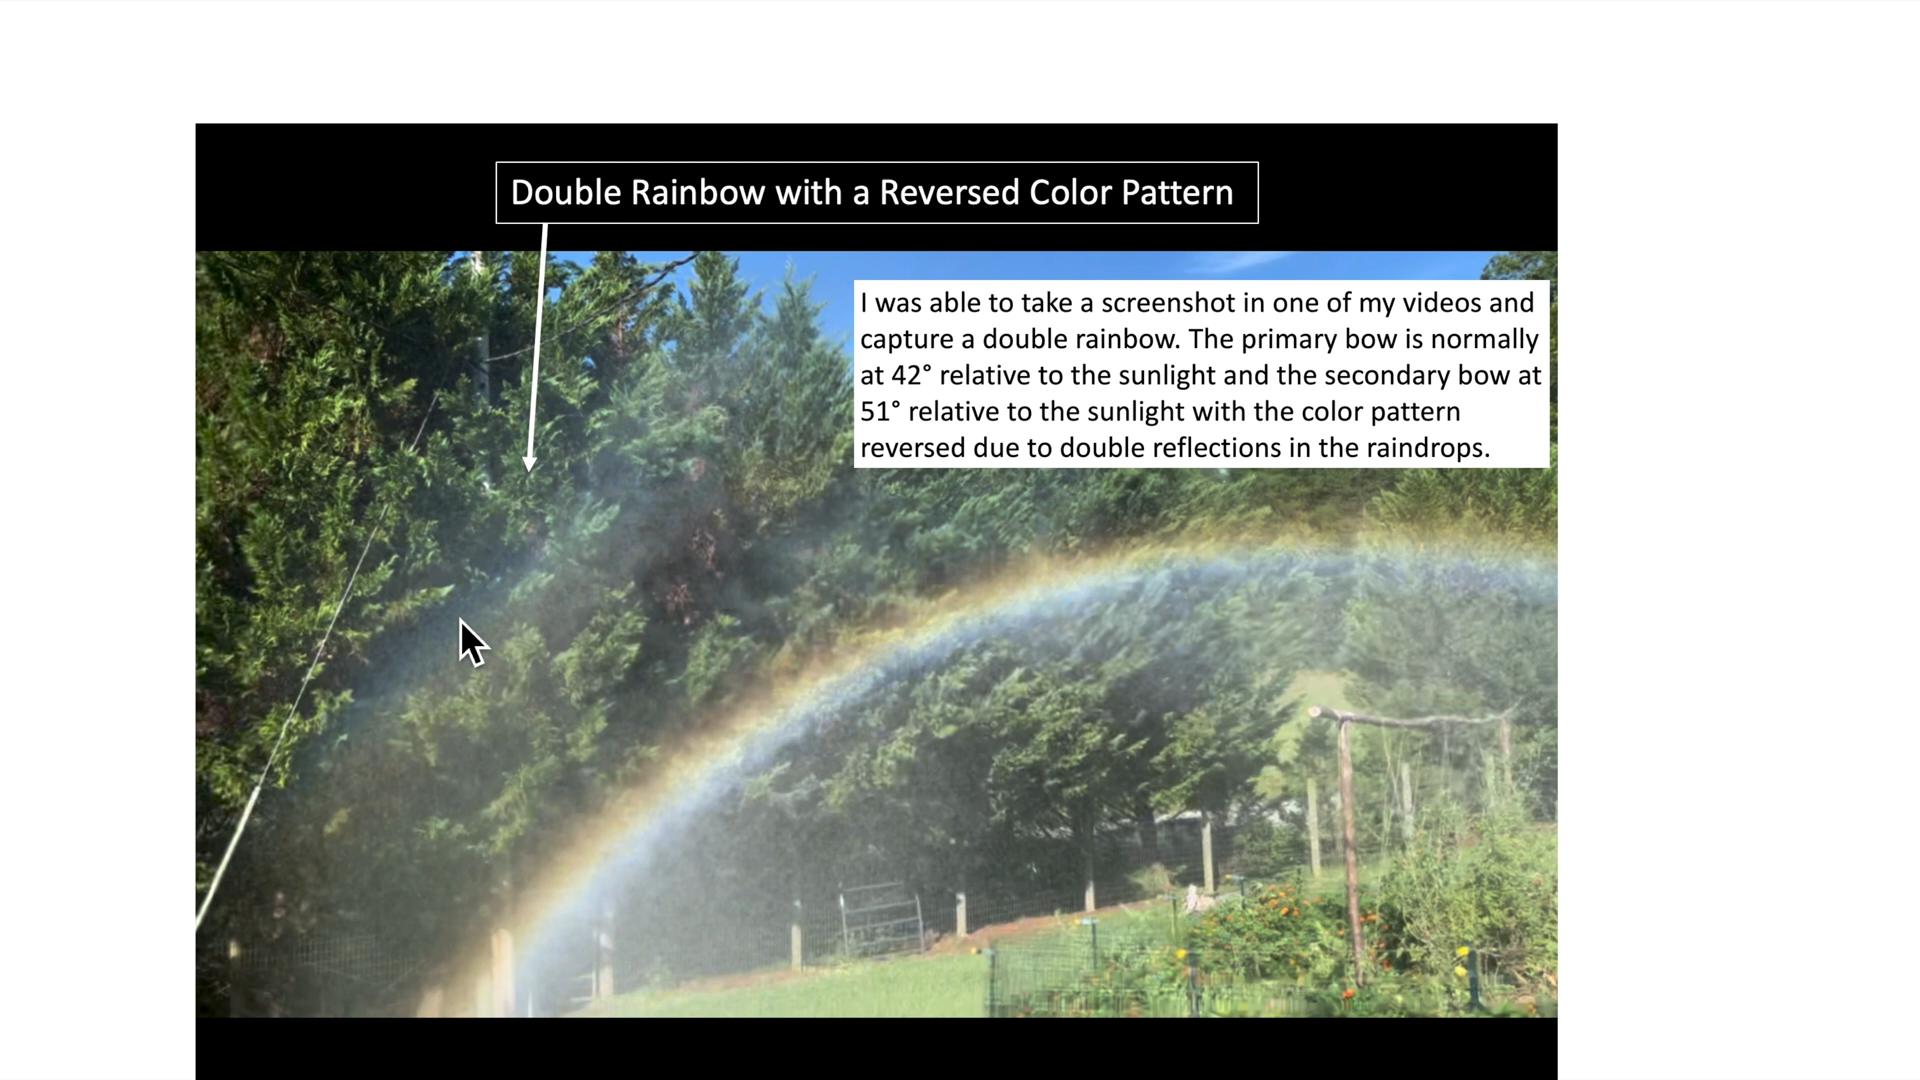 Double Rainbow with a Reversed Color Pattern
I was able to take a screenshot in one of my videos and
capture a double rainbow. The primary bow is normally
at 42° relative to the sunlight and the secondary bow at
51° relative to the sunlight with the color pattern
reversed due to double reflections in the raindrops.